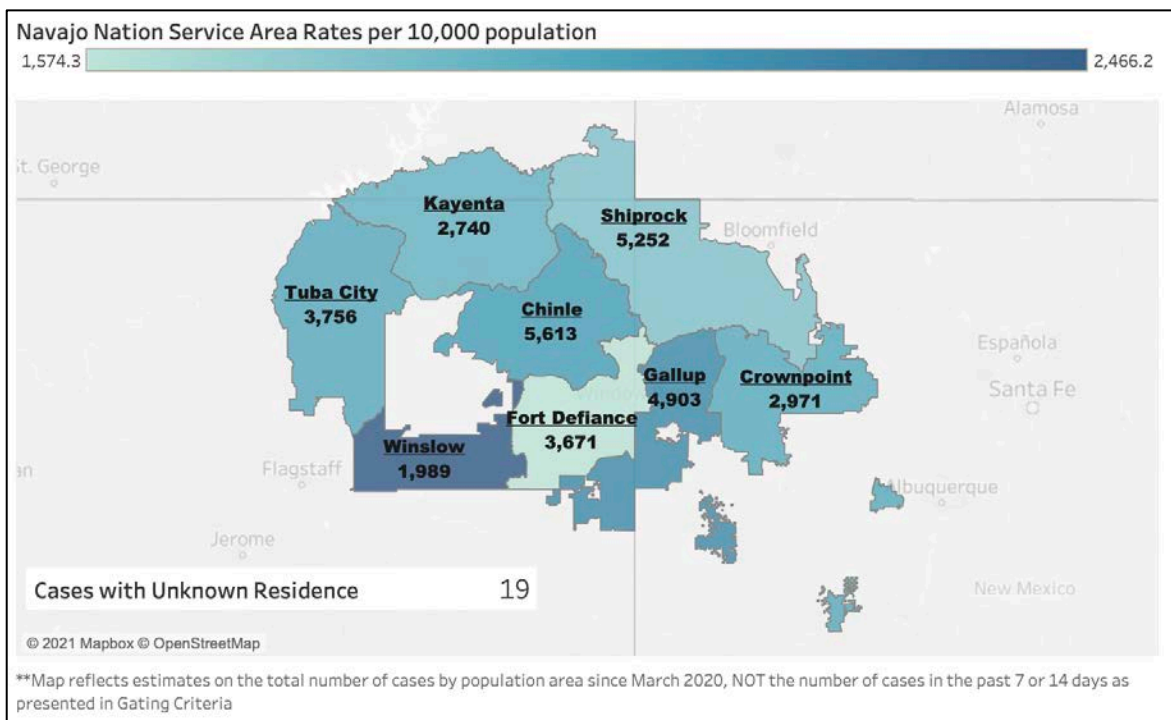 Navajo Nation Service Area Rates per 10,000 population
1,574.3
2,466.2
Alamosa
St. George
Kayenta
2,740
Shiprock
5,252
Bloomfield
Tuba City
3,756
Chinle
5,613
Española
Santa Fe
Gallup
4,903
Crownpoint
2,971
Fort Defiance
3,671
Winslow
1,989
Flagstaff
Albuquerque
Jerome
New Mexico
Cases with Unknown Residence 19
© 2021 Mapbox © OpenStreetMap
**Map reflects estimates on the total number of cases by population area since March 2020, NOT the number of cases in the past 7 or 14 days as
presented in Gating Criteria